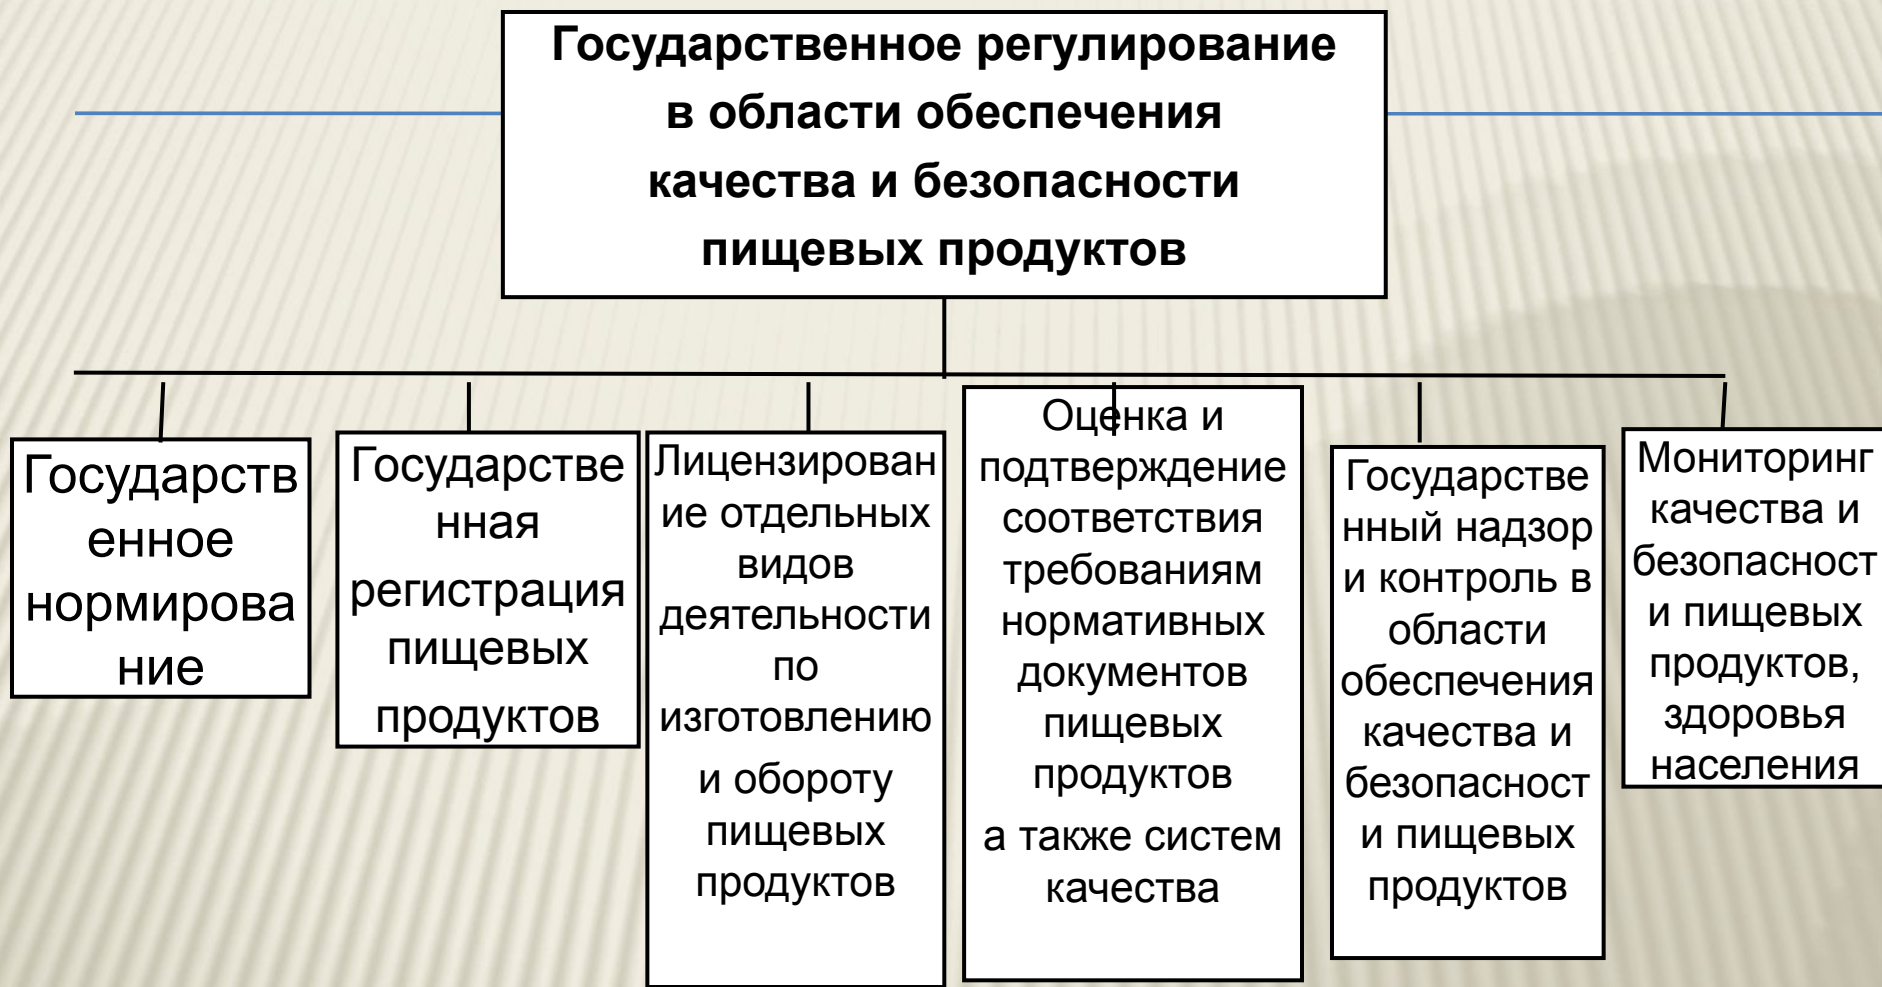 Государственное регулирование
в области обеспечения
качества и безопасности
пищевых продуктов
Государств
енное
нормирова
ние
Государстве
нная
регистрация
пищевых
продуктов
Лицензирован
ие отдельных
видов
деятельности
по
изготовлению
и обороту
пищевых
продуктов
Оценка и
подтверждение
соответствия
требованиям
нормативных
документов
пищевых
продуктов
а также систем
качества
Государстве
нный надзор
и контроль в
области
обеспечения
качества и
безопасност
и пищевых
продуктов
Мониторинг
качества и
безопасност
и пищевых
продуктов,
здоровья
населения